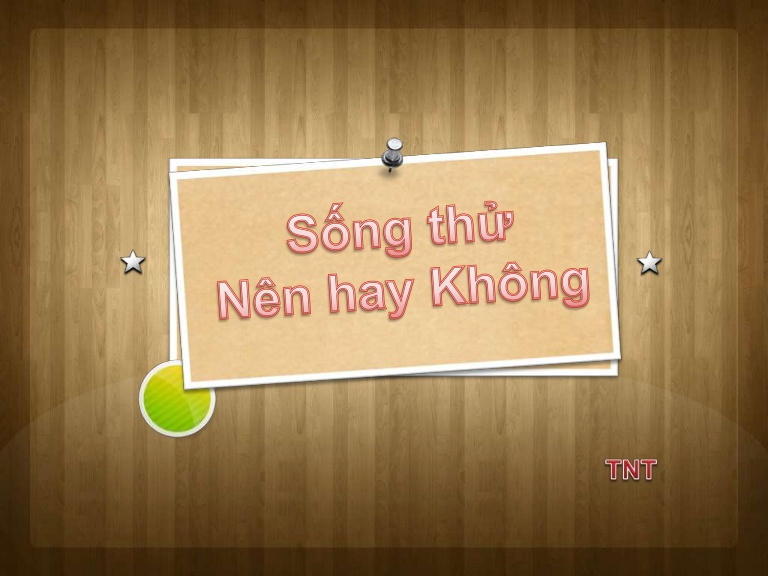 Sống thử
Nên hay Không
TNT